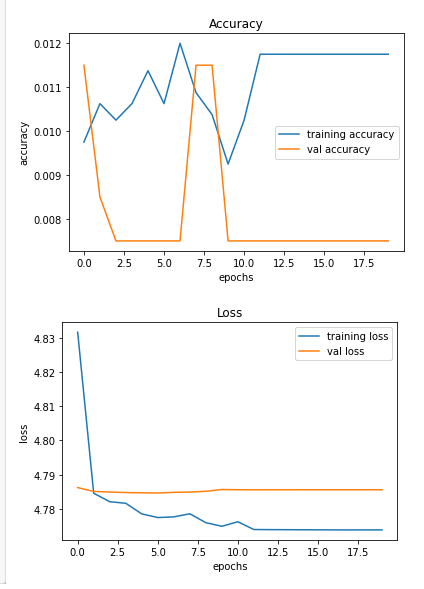 Accuracy
0.012
0.011
0.010
0.009
0.008
accuracy
training accuracy
val accuracy
0.0 2.5 5.0 7.5 10.0 12.5 15.0 17.5
epochs
Loss
4.83
4.82
4.81
4.80
4.79
4.78
loss
training loss
val loss
0.0 2.5 5.0 7.5 10.0 12.5 15.0 17.5
epochs